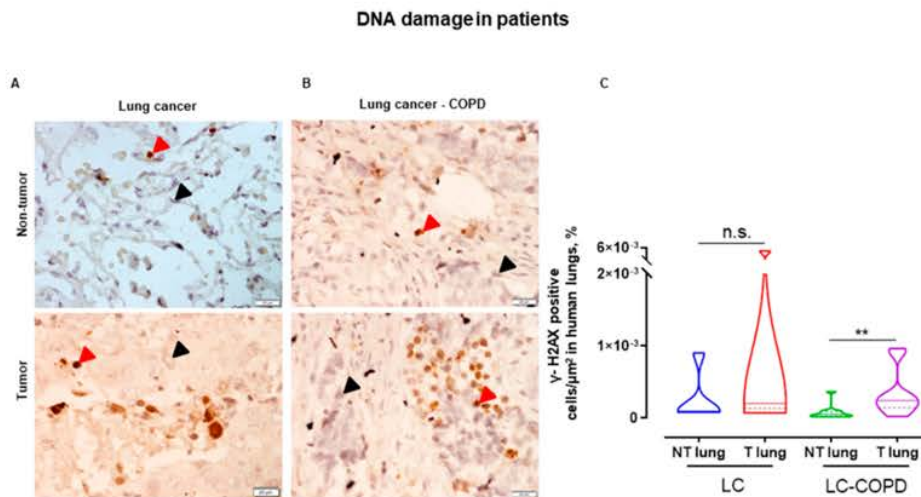 DNA damage in patients
A
B
C
Lung cancer
Lung cancer - COPD
Non-tumor
Tumor
γ- H2AX positive
cells/μm² in human lungs, %
6×10⁻³
2×10⁻³
1×10⁻³
0
n.s.
**
NT lung
T lung
NT lung
T lung
LC
LC-COPD